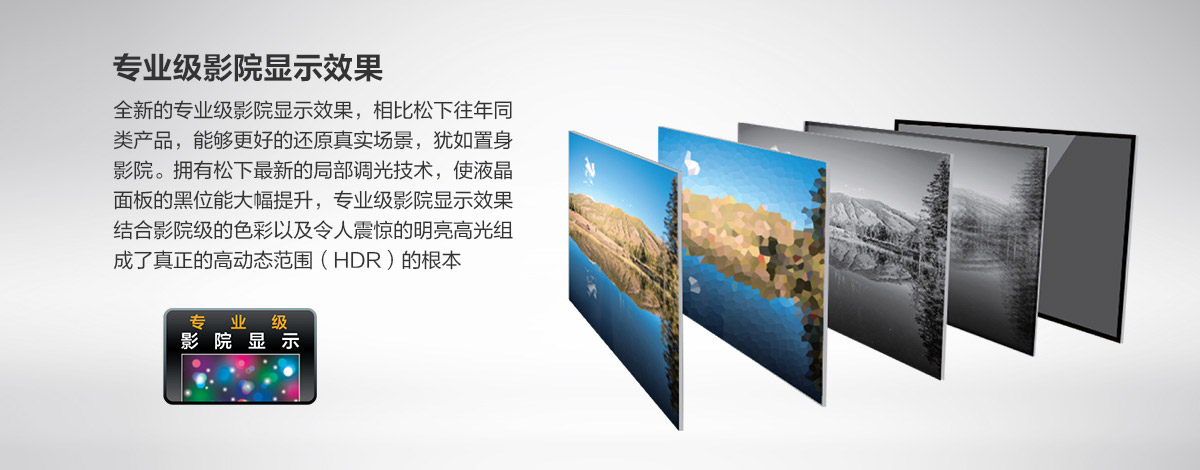 专业级影院显示效果
全新的专业级影院显示效果，相比松下往年同
类产品，能够更好的还原真实场景，犹如置身
影院。拥有松下最新的局部调光技术，使液晶
面板的黑位能大幅提升，专业级影院显示效果
结合影院级的色彩以及令人震惊的明亮高光组
成了真正的高动态范围（HDR）的根本
专业级
影院显示